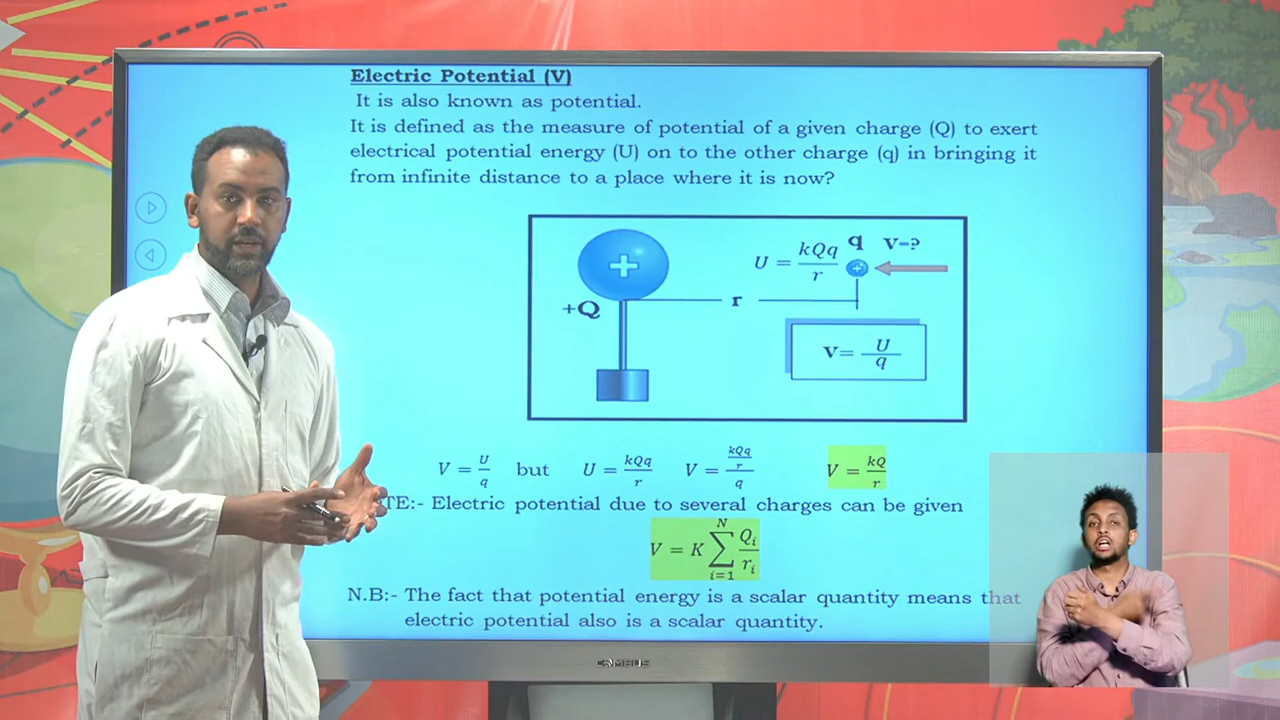 Electric Potential (V)
It is also known as potential.
It is defined as the measure of potential of a given charge (Q) to exert
electrical potential energy (U) on to the other charge (q) in bringing it
from infinite distance to a place where it is now?
U = kQq/r
q V=?
+
+
r
+Q
V= U/q
V = U/q but U = kQq/r V = kQq/r/q V = kQ/r
TE:- Electric potential due to several charges can be given
V = K N∑i=1 Qᵢ/rᵢ
N.B:- The fact that potential energy is a scalar quantity means that
electric potential also is a scalar quantity.